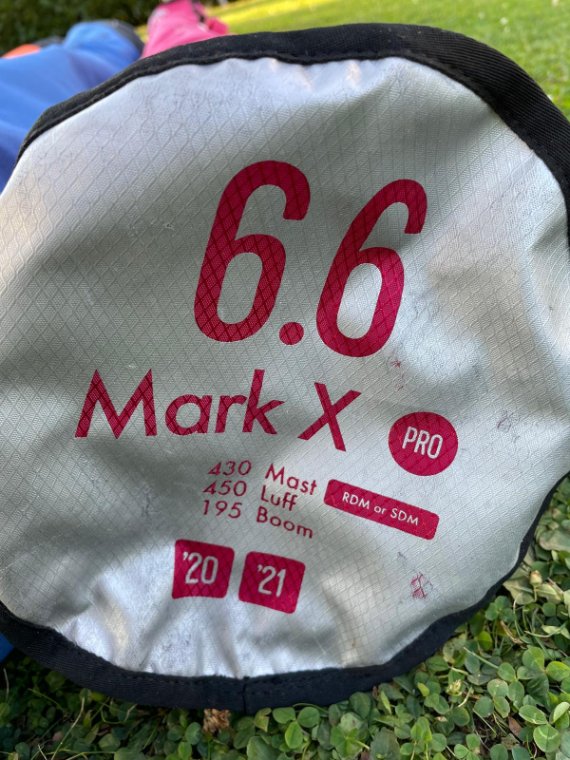 6.6
Mark X PRO
430 Mast
450 Luff RDM or SDM
195 Boom
'20 '21